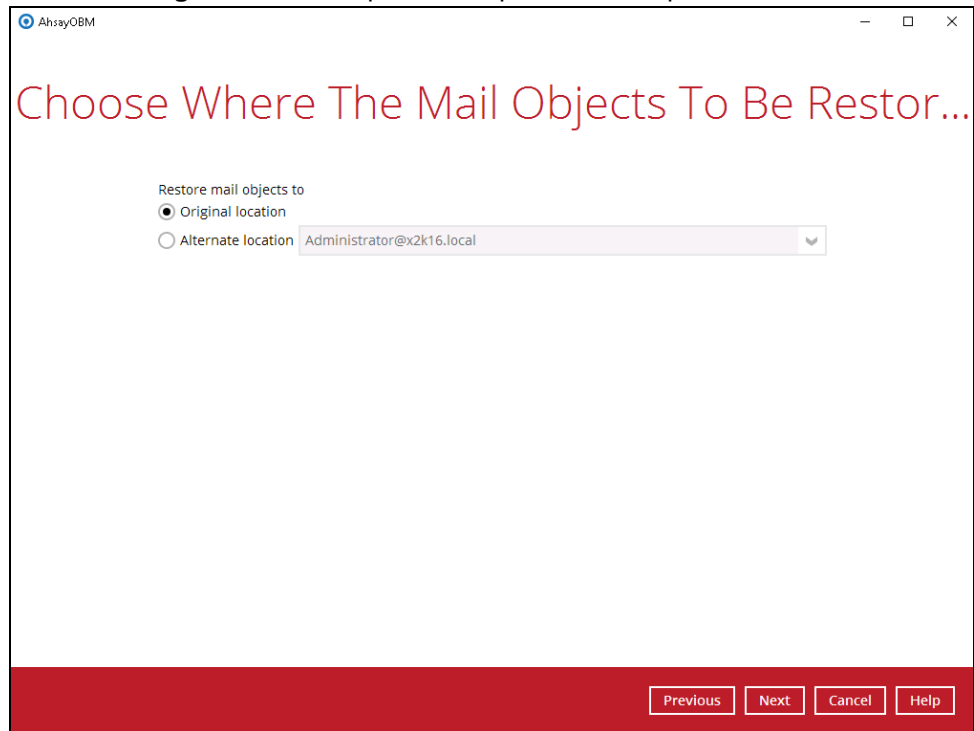 AhsayOBM
Choose Where The Mail Objects To Be Restor...
Restore mail objects to
Original location
Alternate location Administrator@x2k16.local
Previous Next Cancel Help